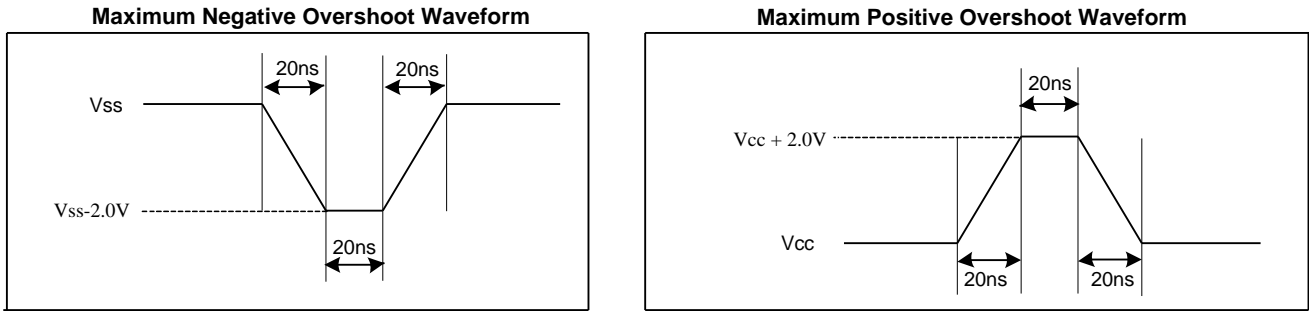 Maximum Negative Overshoot Waveform
20ns
20ns
Vss
Vss-2.0V
20ns
Maximum Positive Overshoot Waveform
20ns
Vcc + 2.0V
Vcc
20ns
20ns